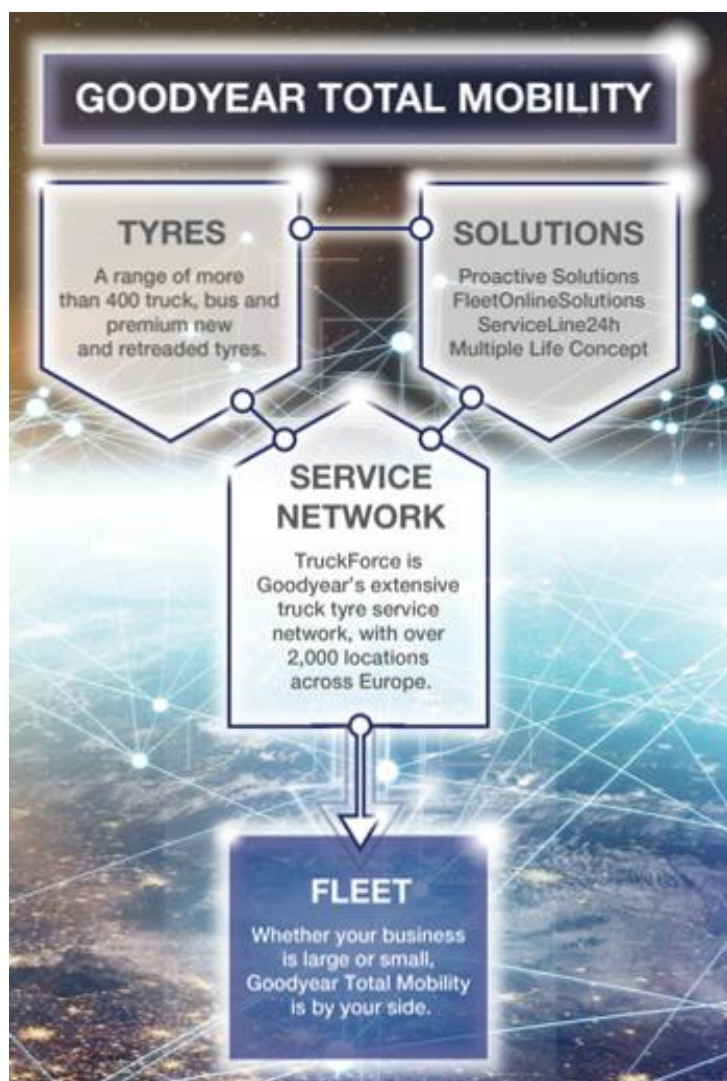 GOODYEAR TOTAL MOBILITY
TYRES
A range of more
than 400 truck, bus and
premium new
and retreaded tyres.
SOLUTIONS
Proactive Solutions
FleetOnlineSolutions
ServiceLine24h
Multiple Life Concept
SERVICE
NETWORK
TruckForce is
Goodyear's extensive
truck tyre service
network, with over
2,000 locations
across Europe.
FLEET
Whether your business
is large or small,
Goodyear Total Mobility
is by your side.